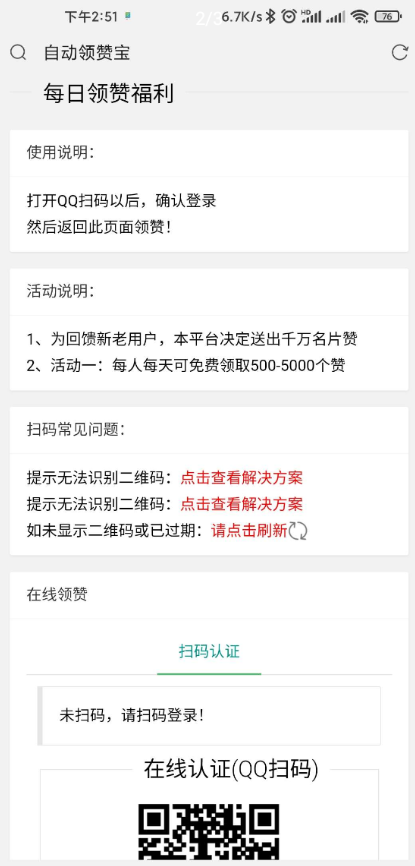 下午2:51
2/3
6.7K/s
HD
76
自动领赞宝
每日领赞福利
使用说明：
打开QQ扫码以后，确认登录
然后返回此页面领赞！
活动说明：
1、为回馈新老用户，本平台决定送出千万名片赞
2、活动一：每人每天可免费领取500-5000个赞
扫码常见问题：
提示无法识别二维码：点击查看解决方案
提示无法识别二维码：点击查看解决方案
如未显示二维码或已过期：请点击刷新
在线领赞
扫码认证
未扫码，请扫码登录！
在线认证(QQ扫码)